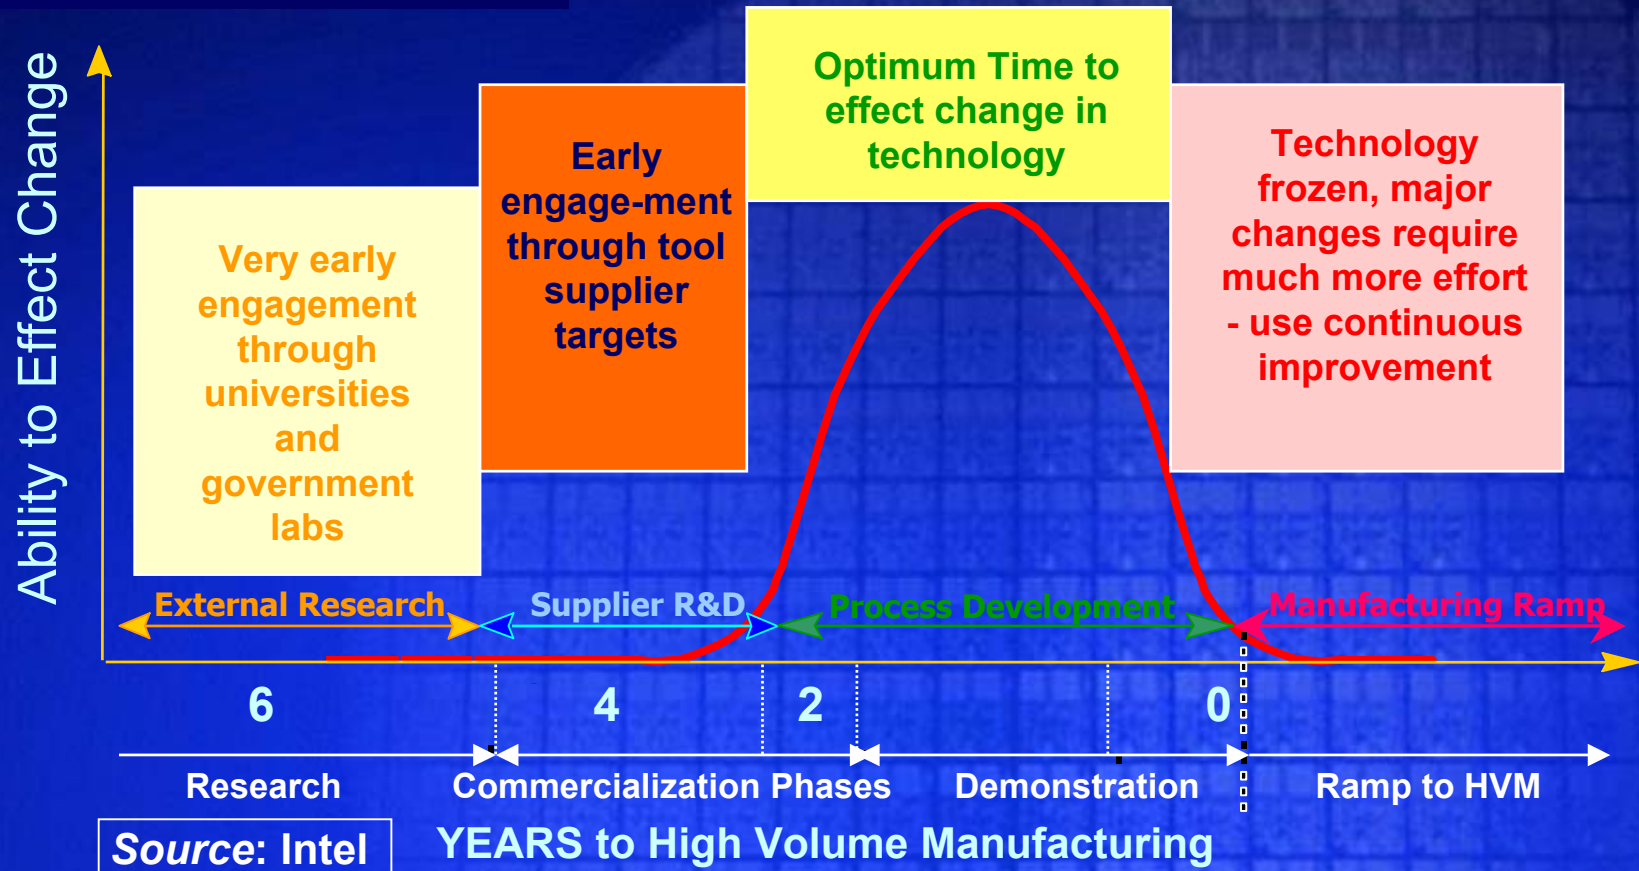 Ability to Effect Change
Very early
engagement
through
universities
and
government
labs
Early
engage-ment
through tool
supplier
targets
Optimum Time to
effect change in
technology
Technology
frozen, major
changes require
much more effort
- use continuous
improvement
External Research
Supplier R&D
Process Development
Manufacturing Ramp
6
4
2
0
Research
Commercialization Phases
Demonstration
Ramp to HVM
Source: Intel
YEARS to High Volume Manufacturing